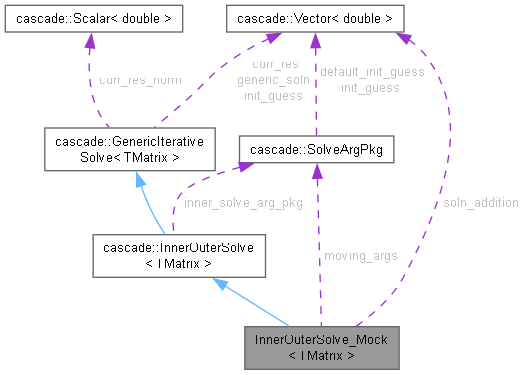 cascade::Scalar< double >
cascade::Vector< double >
curr_res_norm
curr_res
generic_soln
init_guess
default_init_guess
init_guess
cascade::GenericIterative
Solve< TMatrix >
cascade::SolveArgPkg
inner_solve_arg_pkg
soln_addition
cascade::InnerOuterSolve
< TMatrix >
moving_args
InnerOuterSolve_Mock
< TMatrix >